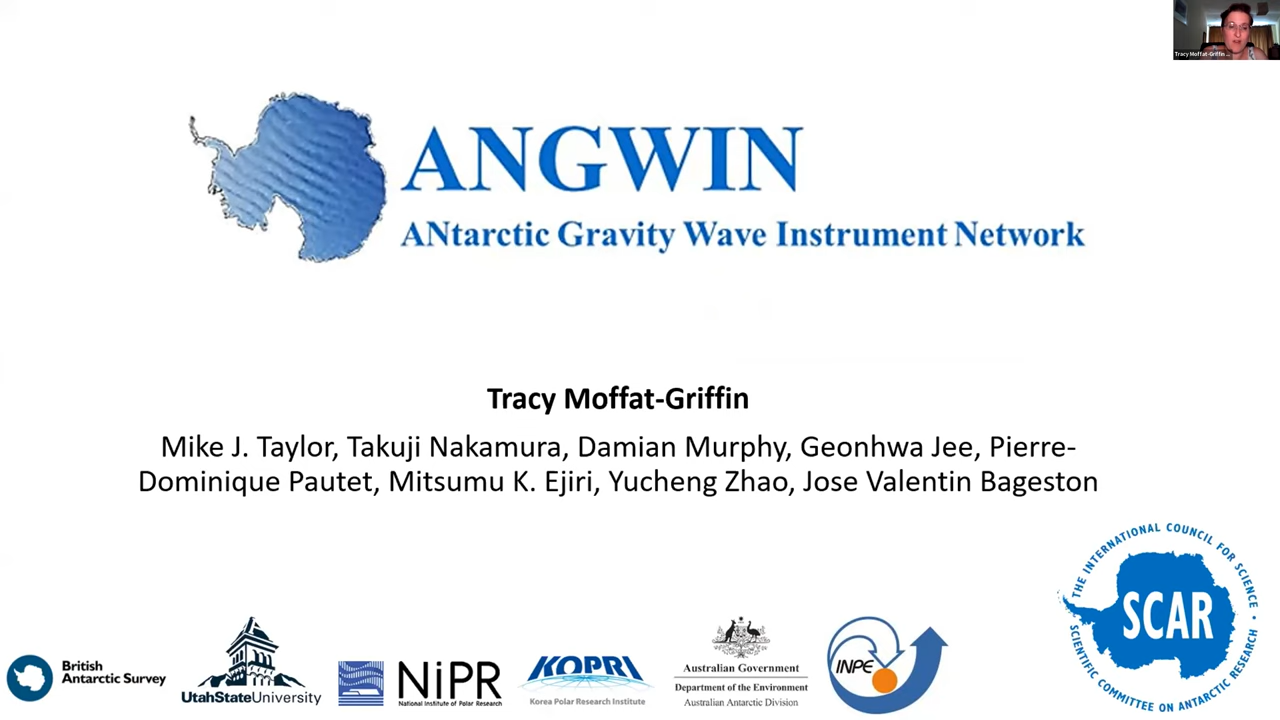 Tracy Moffat-Griffin ...
ANGWIN
ANtarctic Gravity Wave Instrument Network
Tracy Moffat-Griffin
Mike J. Taylor, Takuji Nakamura, Damian Murphy, Geonhwa Jee, Pierre-
Dominique Pautet, Mitsumu K. Ejiri, Yucheng Zhao, Jose Valentin Bageston
British
Antarctic Survey
UtahStateUniversity
NiPR
National Institute of Polar Research
KOPRI
Korea Polar Research Institute
Australian Government
Department of the Environment
Australian Antarctic Division
INPE
THE INTERNATIONAL COUNCIL FOR SCIENCE
SCAR
SCIENTIFIC COMMITTEE ON ANTARCTIC RESEARCH